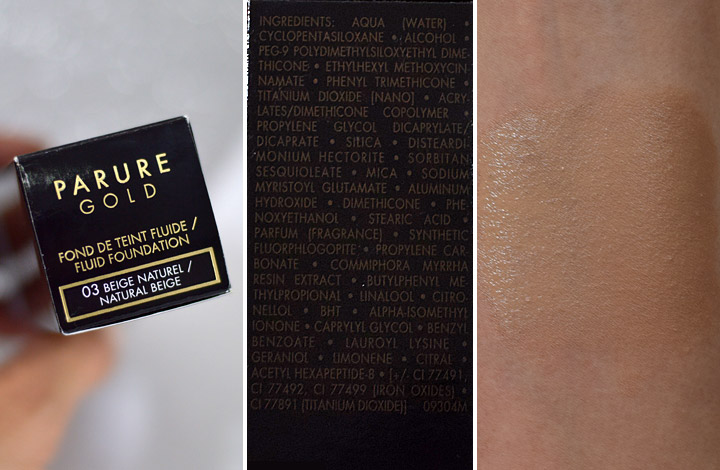 PARURE
GOLD
FOND DE TEINT FLUIDE /
FLUID FOUNDATION
03 BEIGE NATUREL /
NATURAL BEIGE
INGREDIENTS: AQUA (WATER) •
CYCLOPENTASILOXANE • ALCOHOL •
PEG-9 POLYDIMETHYLSILOXYETHYL DIME-
THICONE • ETHYLHEXYL METHOXYCIN-
NAMATE • PHENYL TRIMETHICONE •
TITANIUM DIOXIDE [NANO] • ACRY-
LATES/DIMETHICONE COPOLYMER •
PROPYLENE GLYCOL DICAPRYLATE/
DICAPRATE • SILICA • DISTEARDI-
MONIUM HECTORITE • SORBITAN
SESQUIOLEATE • MICA • SODIUM
MYRISTOYL GLUTAMATE • ALUMINUM
HYDROXIDE • DIMETHICONE • PHE-
NOXYETHANOL • STEARIC ACID •
PARFUM (FRAGRANCE) • SYNTHETIC
FLUORPHLOGOPITE • PROPYLENE CAR-
BONATE • COMMIPHORA MYRRHA
RESIN EXTRACT • BUTYLPHENYL ME-
THYLPROPIONAL • LINALOOL • CITRO-
NELLOL • BHT • ALPHA-ISOMETHYL
IONONE • CAPRYLYL GLYCOL • BENZYL
BENZOATE • LAUROYL LYSINE •
GERANIOL • LIMONENE • CITRAL •
ACETYL HEXAPEPTIDE-8 • [+/- CI 77491,
CI 77492, CI 77499 (IRON OXIDES) •
CI 77891 (TITANIUM DIOXIDE)] 09304M